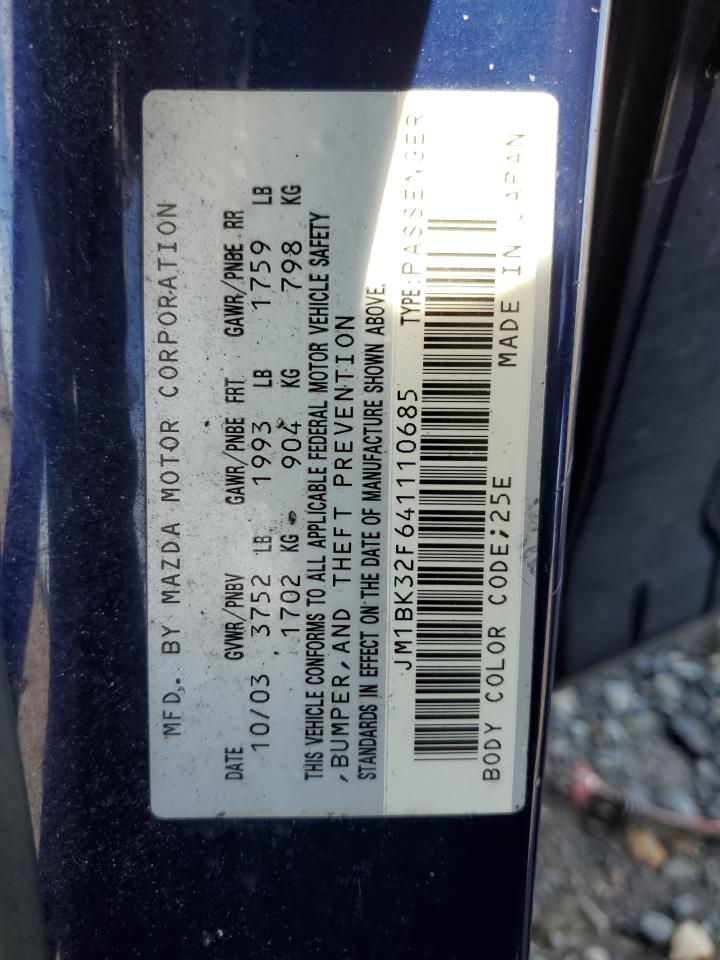 MFD. BY MAZDA MOTOR CORPORATION
DATE GVWR/PNBV GAWR/PNBE FRT GAWR/PNBE RR
10/03 3752 LB 1993 LB 1759 LB
1702 KG 904 KG 798 KG
THIS VEHICLE CONFORMS TO ALL APPLICABLE FEDERAL MOTOR VEHICLE SAFETY
,BUMPER,AND THEFT PREVENTION
STANDARDS IN EFFECT ON THE DATE OF MANUFACTURE SHOWN ABOVE.
JM1BK32F641110685 TYPE:PASSENGER
BODY COLOR CODE;25E MADE IN JAPAN